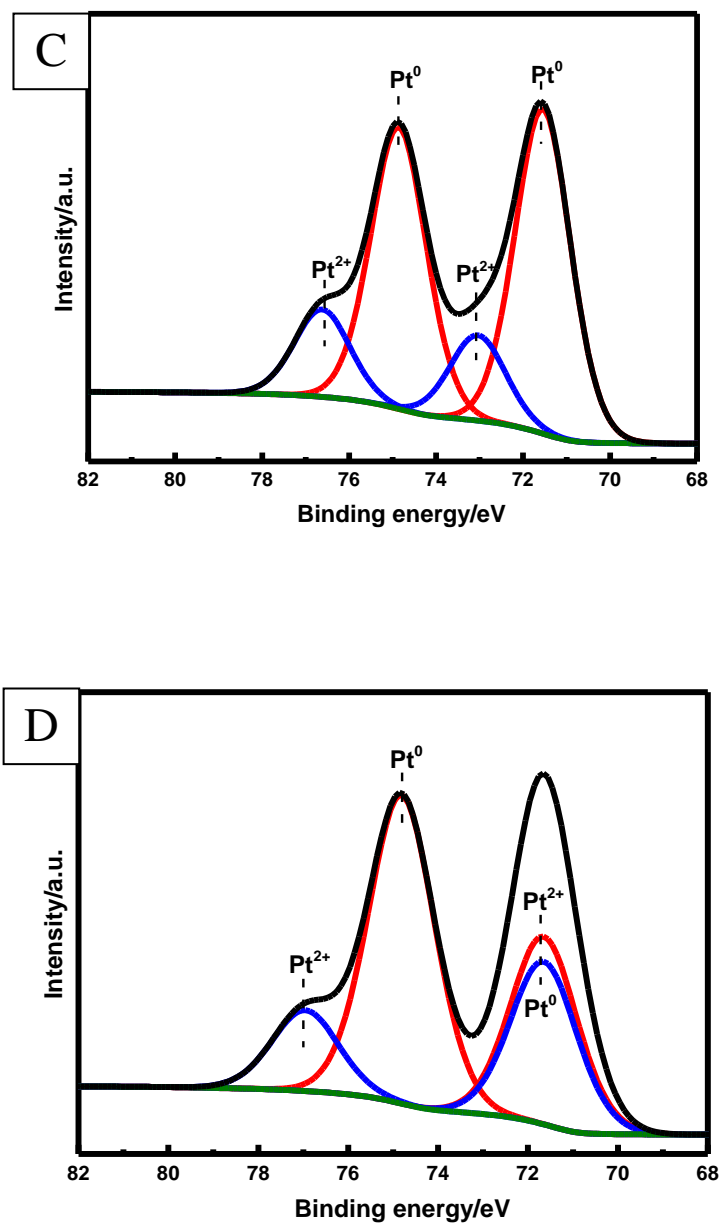 C
Pt⁰
Pt⁰
Pt²⁺
Pt²⁺
Intensity/a.u.
82 80 78 76 74 72 70 68
Binding energy/eV
D
Pt⁰
Pt²⁺
Pt²⁺
Pt⁰
Intensity/a.u.
82 80 78 76 74 72 70 68
Binding energy/eV